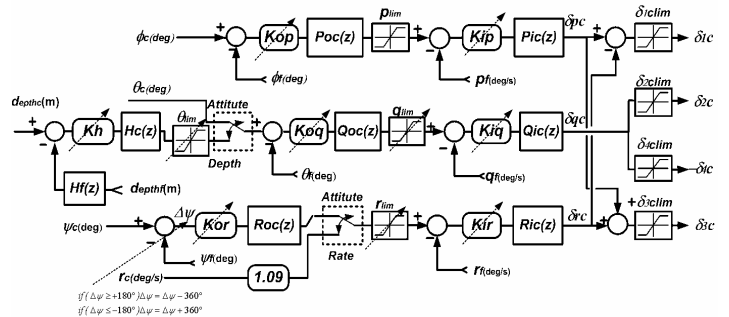 ϕc(deg) + - Kop Poc(z) plim + - Kip Pic(z) δpc + - δ1clim δ1c
ϕf(deg) pf(deg/s)
θc(deg) Attitute δ2clim δ2c
depthc(m) + - Kh Hc(z) θlim + - Koq Qoc(z) qlim + - Kiq Qic(z) δqc
Depth θf(deg) qf(deg/s) δ4clim -δ4c
Hf(z) depthf(m)
ψc(deg) + - Δψ Kor Roc(z) Attitute rlim + - Kir Ric(z) δrc + + δ3clim δ3c
ψf(deg) Rate rf(deg/s)
rc(deg/s) 1.09
if(Δψ ≥ +180°)Δψ = Δψ − 360°
if(Δψ ≤ −180°)Δψ = Δψ + 360°